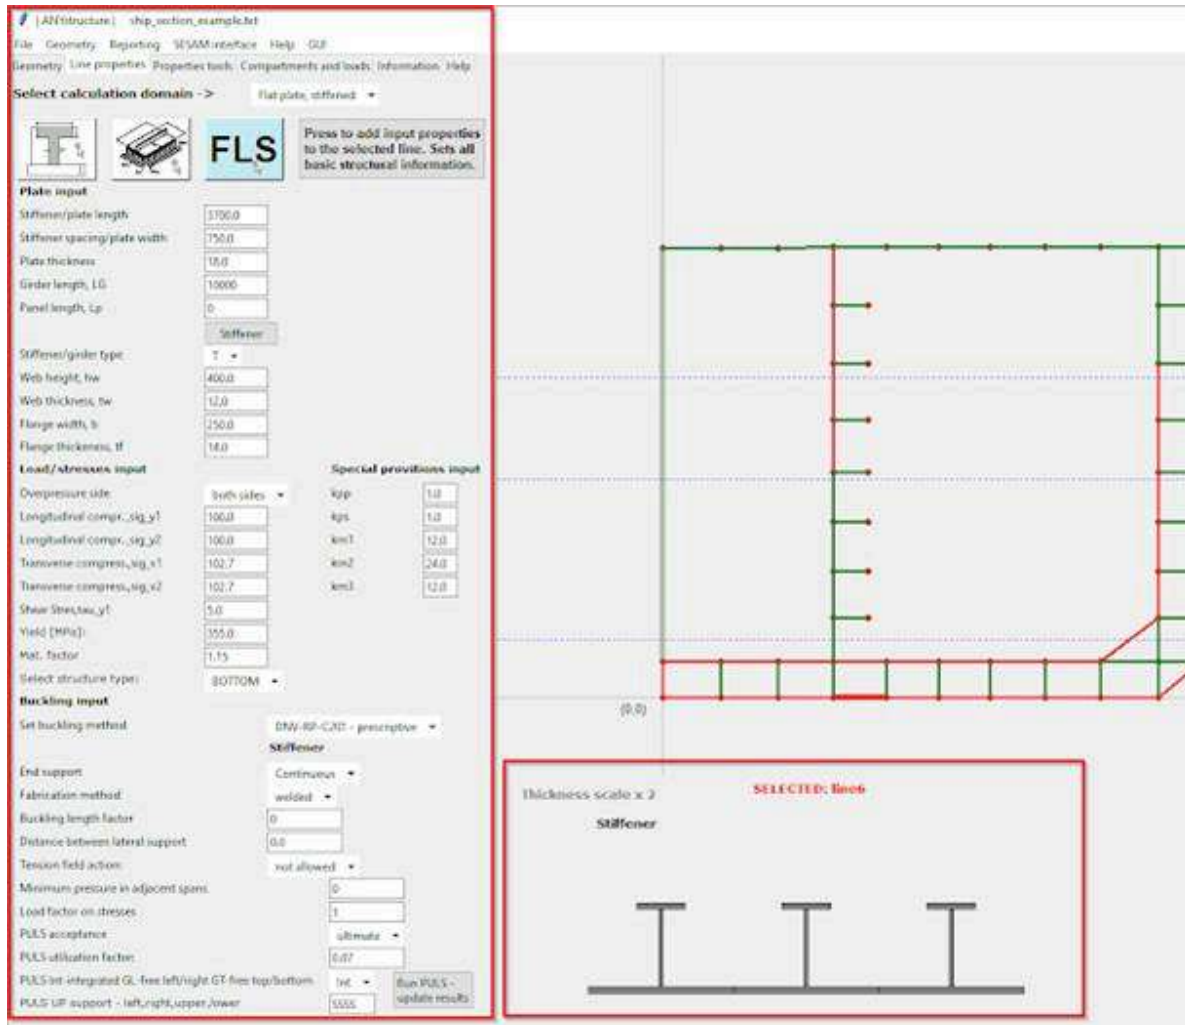 | ANYstructure |    ship_section_example.txt
File  Geometry  Reporting  SESAM interface  Help  GUI
Geometry  Line properties  Properties tools  Compartments and loads  Information  Help
Select calculation domain ->  Flat plate, stiffened
FLS
Press to add input properties
to the selected line. Sets all
basic structural information.
Plate input
Stiffener/plate length  3700.0
Stiffener spacing/plate width  750.0
Plate thickness  18.0
Girder length, LG  10000
Panel length, Lp  0
Stiffener
Stiffener/girder type  T
Web height, hw  400.0
Web thickness, tw  12.0
Flange width, b  250.0
Flange thickeness, tf
Load/stresses input  Special provitions input
Overpressure side  both sides  kpp  1.0
Longitudinal compr.,sig_y1  100.0  kps  1.0
Longitudinal compr.,sig_y2  100.0  km1  12.0
Transverse compress.,sig_x1  102.7  km2  24.0
Transverse compress.,sig_x2  102.7  km3  12.0
Shear Stres,tau_y1  5.0
Yield [MPa]:  355.0
Mat. factor  1.15
Select structure type:  BOTTOM
Buckling input
Set buckling method  DNV-RP-C201 - prescriptive
Stiffener
End support  Continuous
Fabrication method  welded
Buckling length factor  0
Distance between lateral support  0.0
Tension field action:  not allowed
Minimum pressure in adjacent spans  0
Load factor on stresses  1
PULS acceptance  ultimate
PULS utilization factor:  0.87
PULS Int-integrated GL-free left/right GT-free top/bottom:  Int
Run PULS -
update results
PULS UP support - left,right,upper,lower  SSSS
(0,0)
Thickness scale x 2  SELECTED: line6
Stiffener